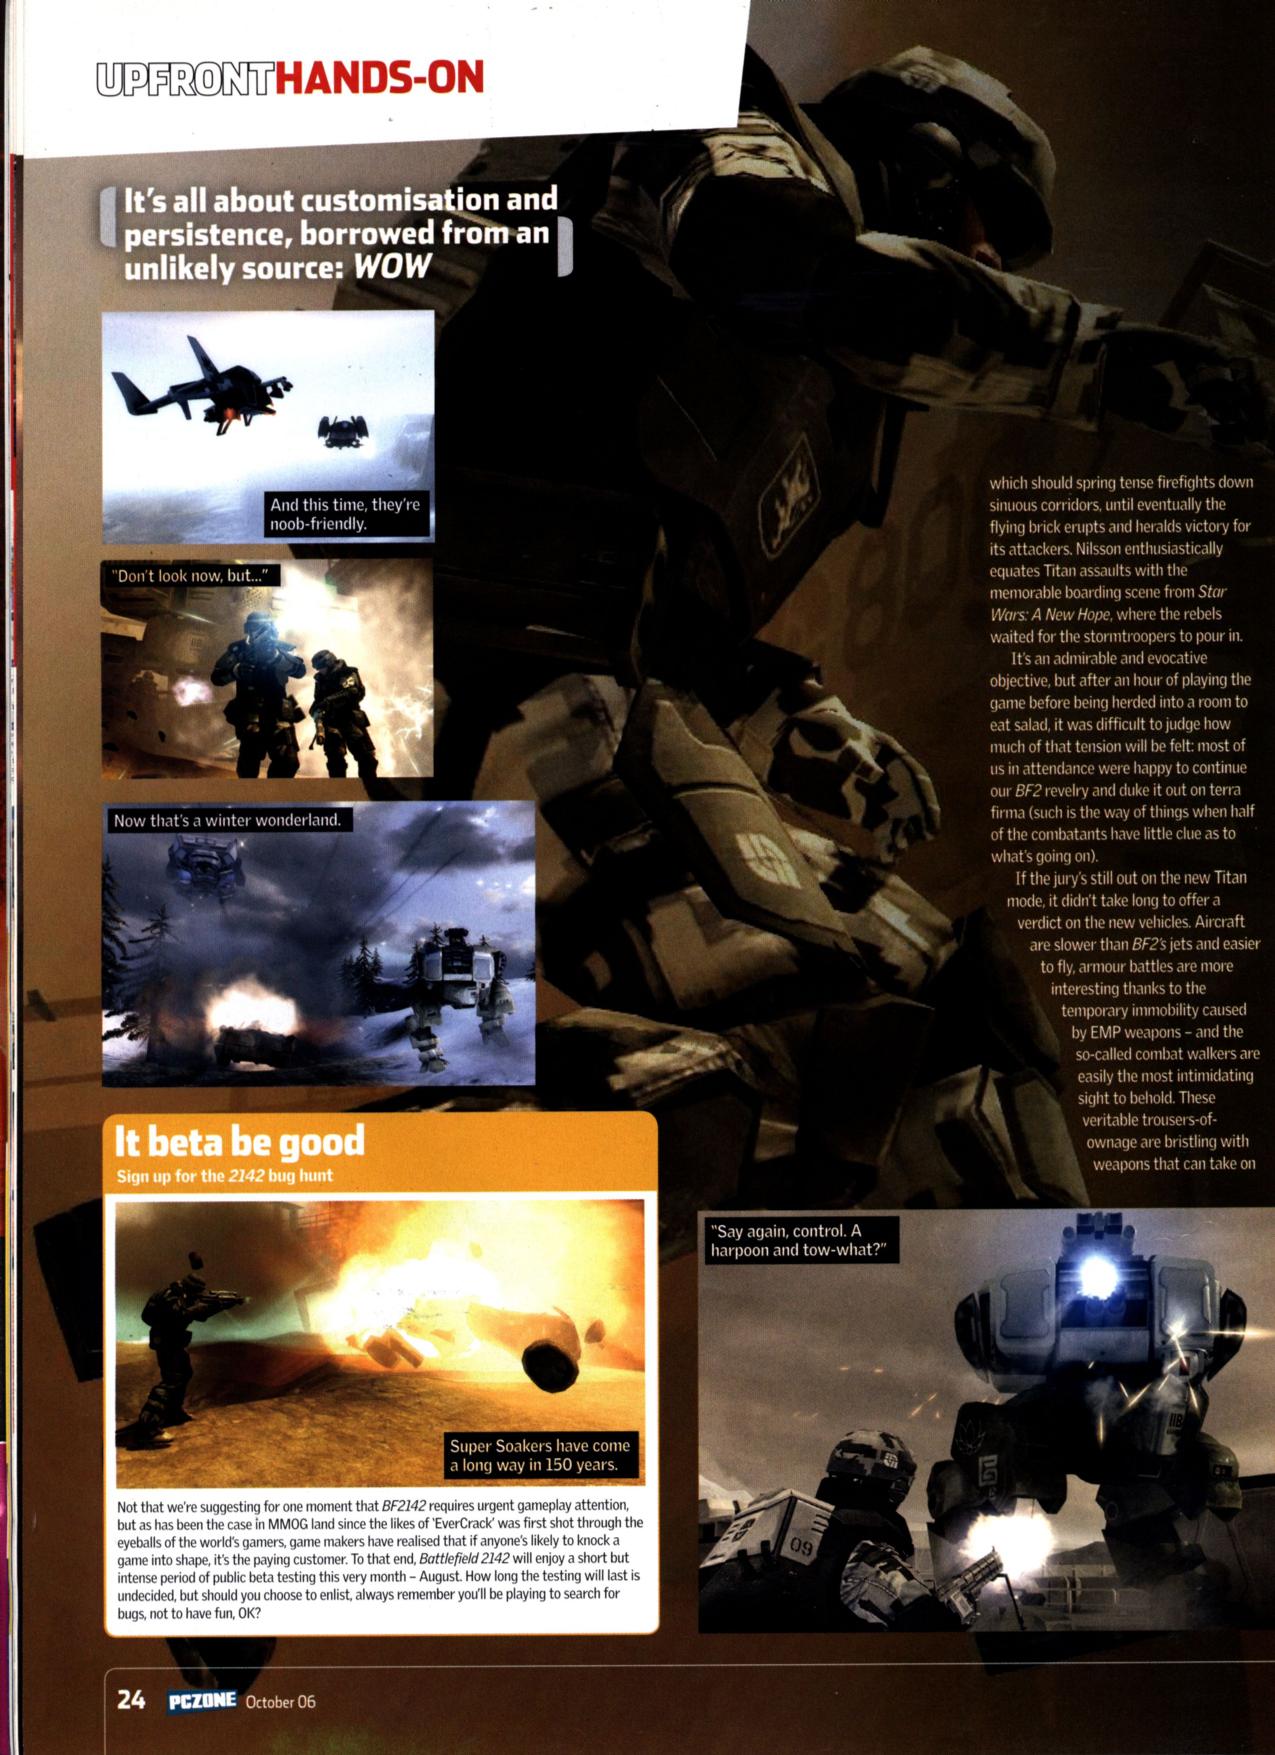 UPFRONTHANDS-ON
It's all about customisation and
persistence, borrowed from an
unlikely source: WOW
And this time, they're
noob-friendly.
"Don't look now, but..."
Now that's a winter wonderland.
which should spring tense firefights down
sinuous corridors, until eventually the
flying brick erupts and heralds victory for
its attackers. Nilsson enthusiastically
equates Titan assaults with the
memorable boarding scene from Star
Wars: A New Hope, where the rebels
waited for the stormtroopers to pour in.
It's an admirable and evocative
objective, but after an hour of playing the
game before being herded into a room to
eat salad, it was difficult to judge how
much of that tension will be felt: most of
us in attendance were happy to continue
our BF2 revelry and duke it out on terra
firma (such is the way of things when half
of the combatants have little clue as to
what's going on).
If the jury's still out on the new Titan
mode, it didn't take long to offer a
verdict on the new vehicles. Aircraft
are slower than BF2's jets and easier
to fly, armour battles are more
interesting thanks to the
temporary immobility caused
by EMP weapons – and the
so-called combat walkers are
easily the most intimidating
sight to behold. These
veritable trousers-of-
ownage are bristling with
weapons that can take on
It beta be good
Sign up for the 2142 bug hunt
Super Soakers have come
a long way in 150 years.
Not that we're suggesting for one moment that BF2142 requires urgent gameplay attention,
but as has been the case in MMOG land since the likes of 'EverCrack' was first shot through the
eyeballs of the world's gamers, game makers have realised that if anyone's likely to knock a
game into shape, it's the paying customer. To that end, Battlefield 2142 will enjoy a short but
intense period of public beta testing this very month – August. How long the testing will last is
undecided, but should you choose to enlist, always remember you'll be playing to search for
bugs, not to have fun, OK?
"Say again, control. A
harpoon and tow-what?"
09
24 PCZONE October 06